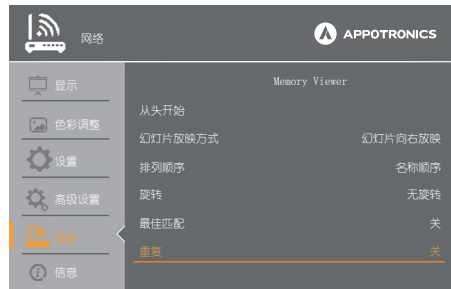 网络
APPOTRONICS
显示
色彩调整
设置
高级设置
信息
Memory Viewer
从头开始
幻灯片放映方式 幻灯片向右放映
排列顺序 名称顺序
旋转 无旋转
最佳匹配 关
重复 关